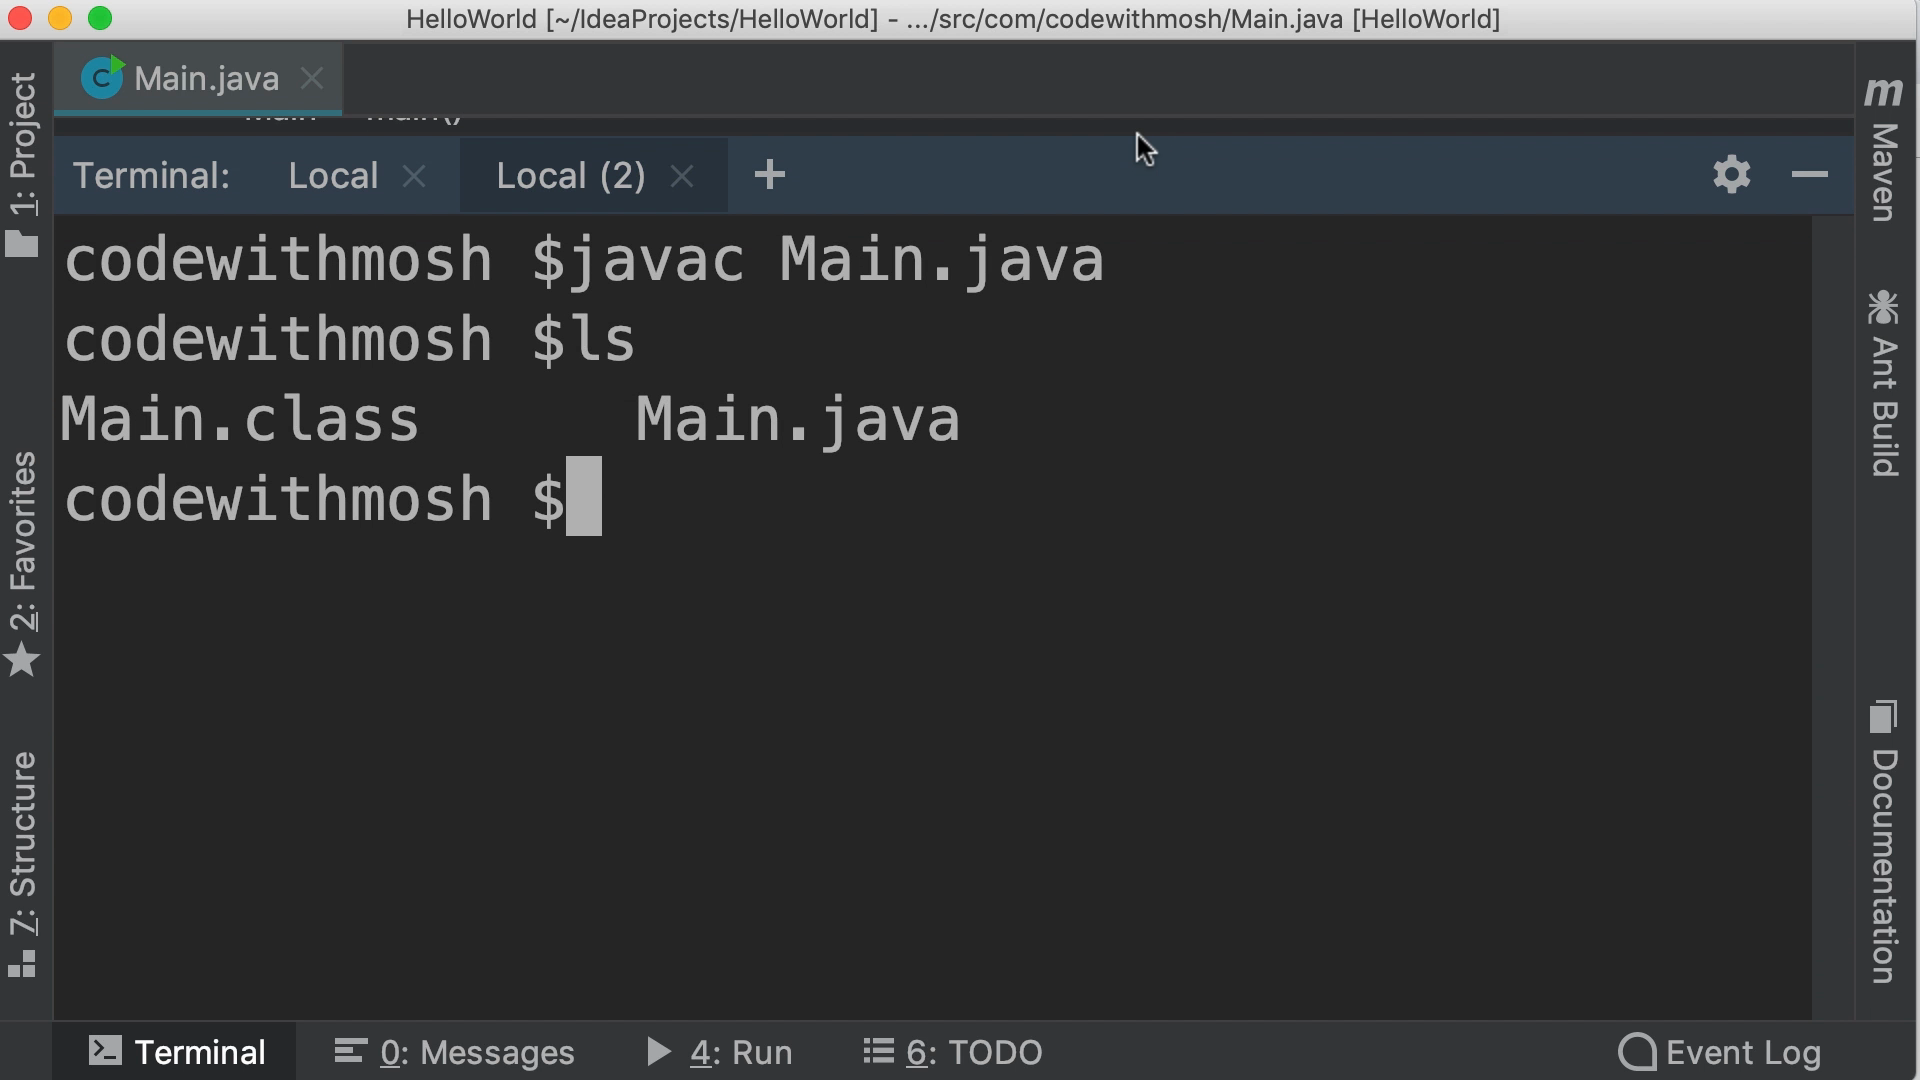 HelloWorld [~/IdeaProjects/HelloWorld] - .../src/com/codewithmosh/Main.java [HelloWorld]
Main.java
Terminal: Local Local (2)
codewithmosh $javac Main.java
codewithmosh $ls
Main.class Main.java
codewithmosh $
1: Project
2: Favorites
7: Structure
m Maven
Ant Build
Documentation
Terminal 0: Messages 4: Run 6: TODO Event Log